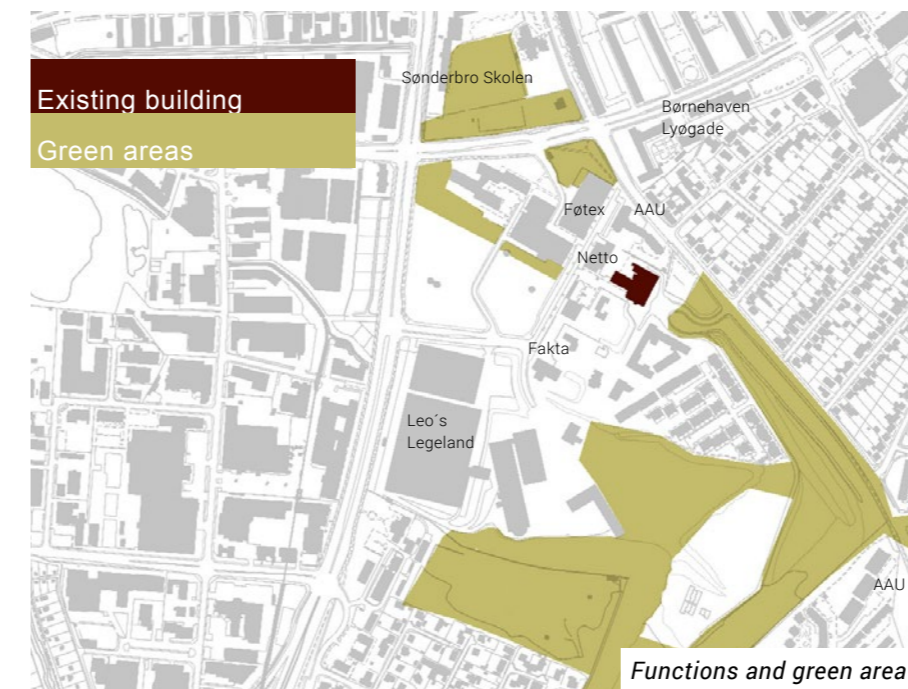 Sønderbro Skolen
Existing building
Børnehaven
Lyøgade
Green areas
Føtex
AAU
Netto
Fakta
Leo´s
Legeland
AAU
Functions and green area